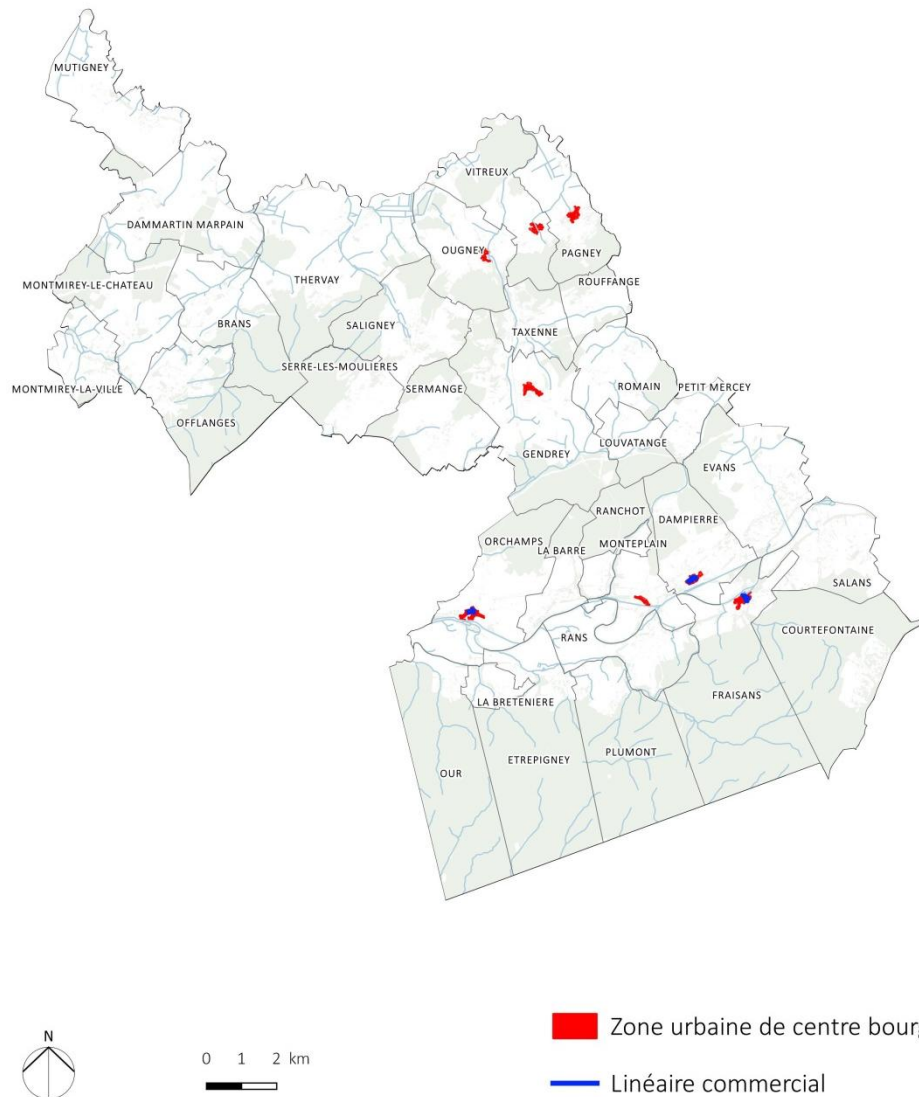 MUTIGNEY
VITREUX
DAMMARTIN MARPAIN
OUGNEY
PAGNEY
MONTMIREY-LE-CHATEAU
THERVAY
ROUFFANGE
BRANS
SALIGNEY
TAXENNE
SERRE-LES-MOULIERES
MONTMIREY-LA-VILLE
SERMANGE
ROMAIN
PETIT MERCEY
OFFLANGES
LOUVATANGE
GENDREY
EVANS
RANCHOT
DAMPIERRE
ORCHAMPS
LA BARRE
MONTEPLAIN
SALANS
COURTEFONTAINE
RANS
FRAISANS
LA BRETENIERE
PLUMONT
ETREPIGNEY
OUR
N
0 1 2 km
Zone urbaine de centre bour
Linéaire commercial